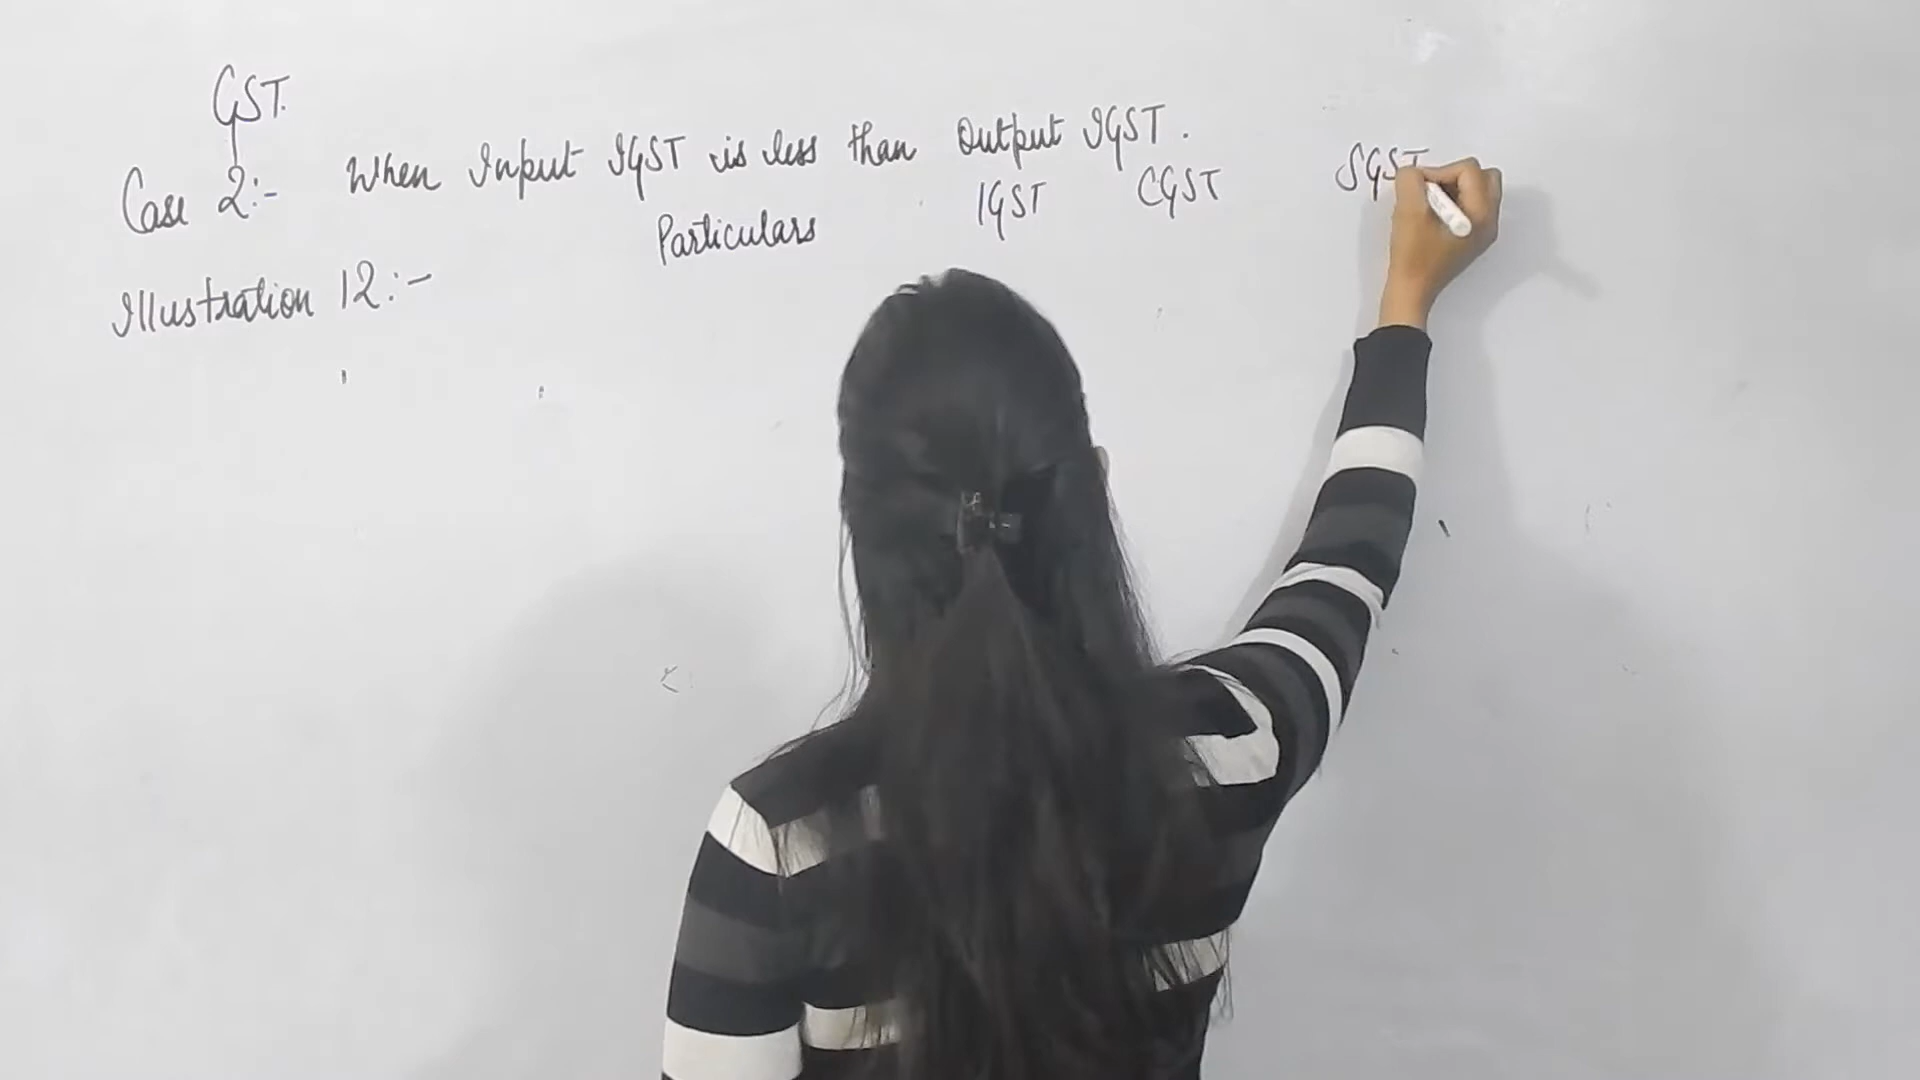 GST.
Case 2:- When Input IGST is less than Output IGST.
Particulars IGST CGST SGST
Illustration 12:-